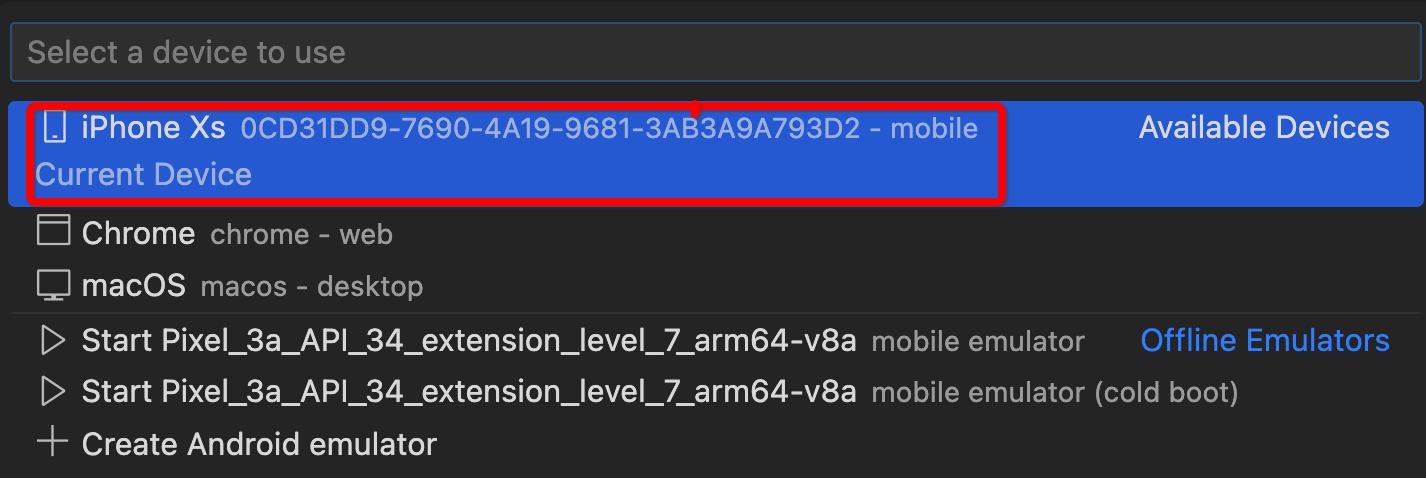 Select a device to use
iPhone Xs 0CD31DD9-7690-4A19-9681-3AB3A9A793D2 - mobile Available Devices
Current Device
Chrome chrome - web
macOS macos - desktop
Start Pixel_3a_API_34_extension_level_7_arm64-v8a mobile emulator Offline Emulators
Start Pixel_3a_API_34_extension_level_7_arm64-v8a mobile emulator (cold boot)
Create Android emulator